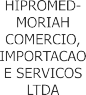 HIPROMED-
MORIAH
COMERCIO,
IMPORTACAO
E SERVICOS
LTDA